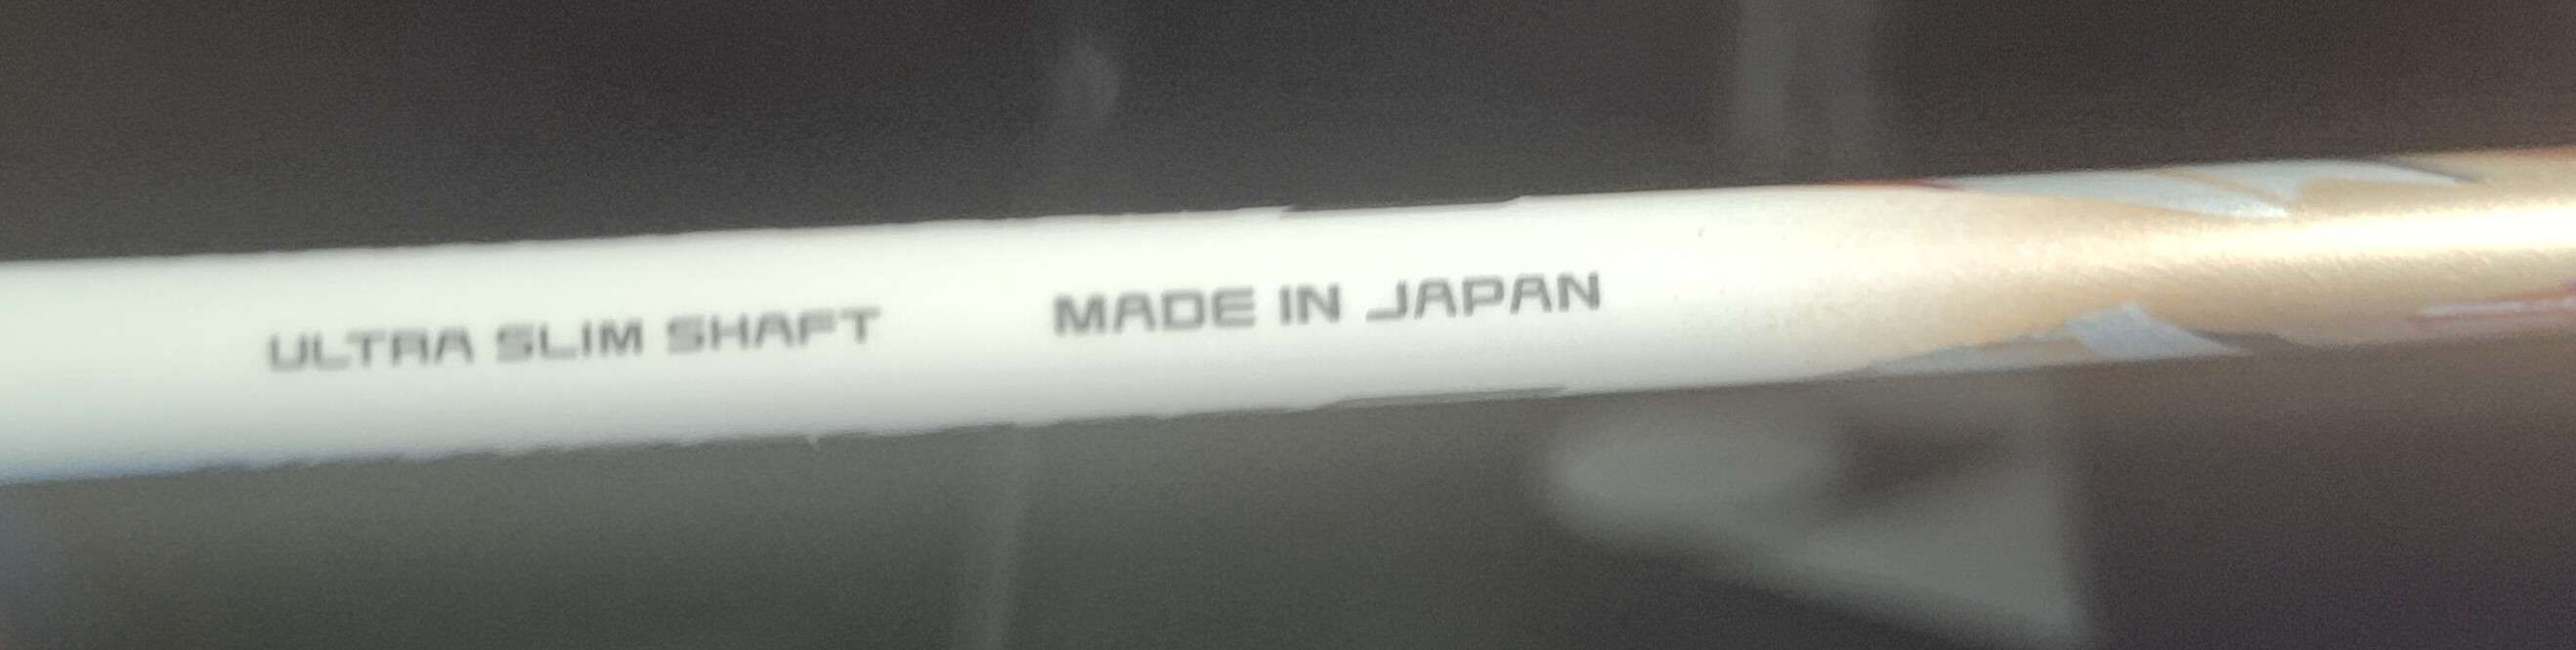 ULTRA SLIM SHAFT MADE IN JAPAN